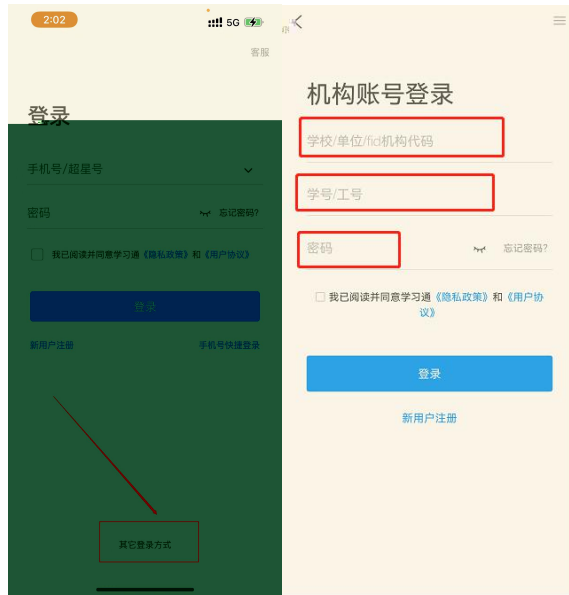 2:02
5G
客服
登录
手机号/超星号
密码
忘记密码?
我已阅读并同意学习通《隐私政策》和《用户协议》
登录
新用户注册
手机号快捷登录
其它登录方式
机构账号登录
学校/单位/fid机构代码
学号/工号
密码
忘记密码?
我已阅读并同意学习通《隐私政策》和《用户协
议》
登录
新用户注册